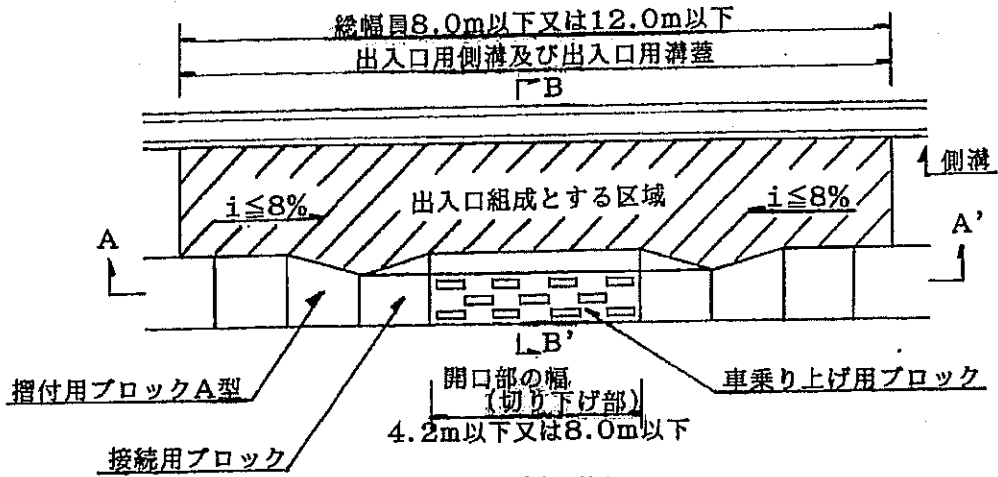 総幅員8.0m以下又は12.0m以下
出入口用側溝及び出入口用溝蓋
B
側溝
i≦8%
出入口組成とする区域
i≦8%
A
A'
B'
摺付用ブロックA型
開口部の幅
(切り下げ部)
車乗り上げ用ブロック
4.2m以下又は8.0m以下
接続用ブロック